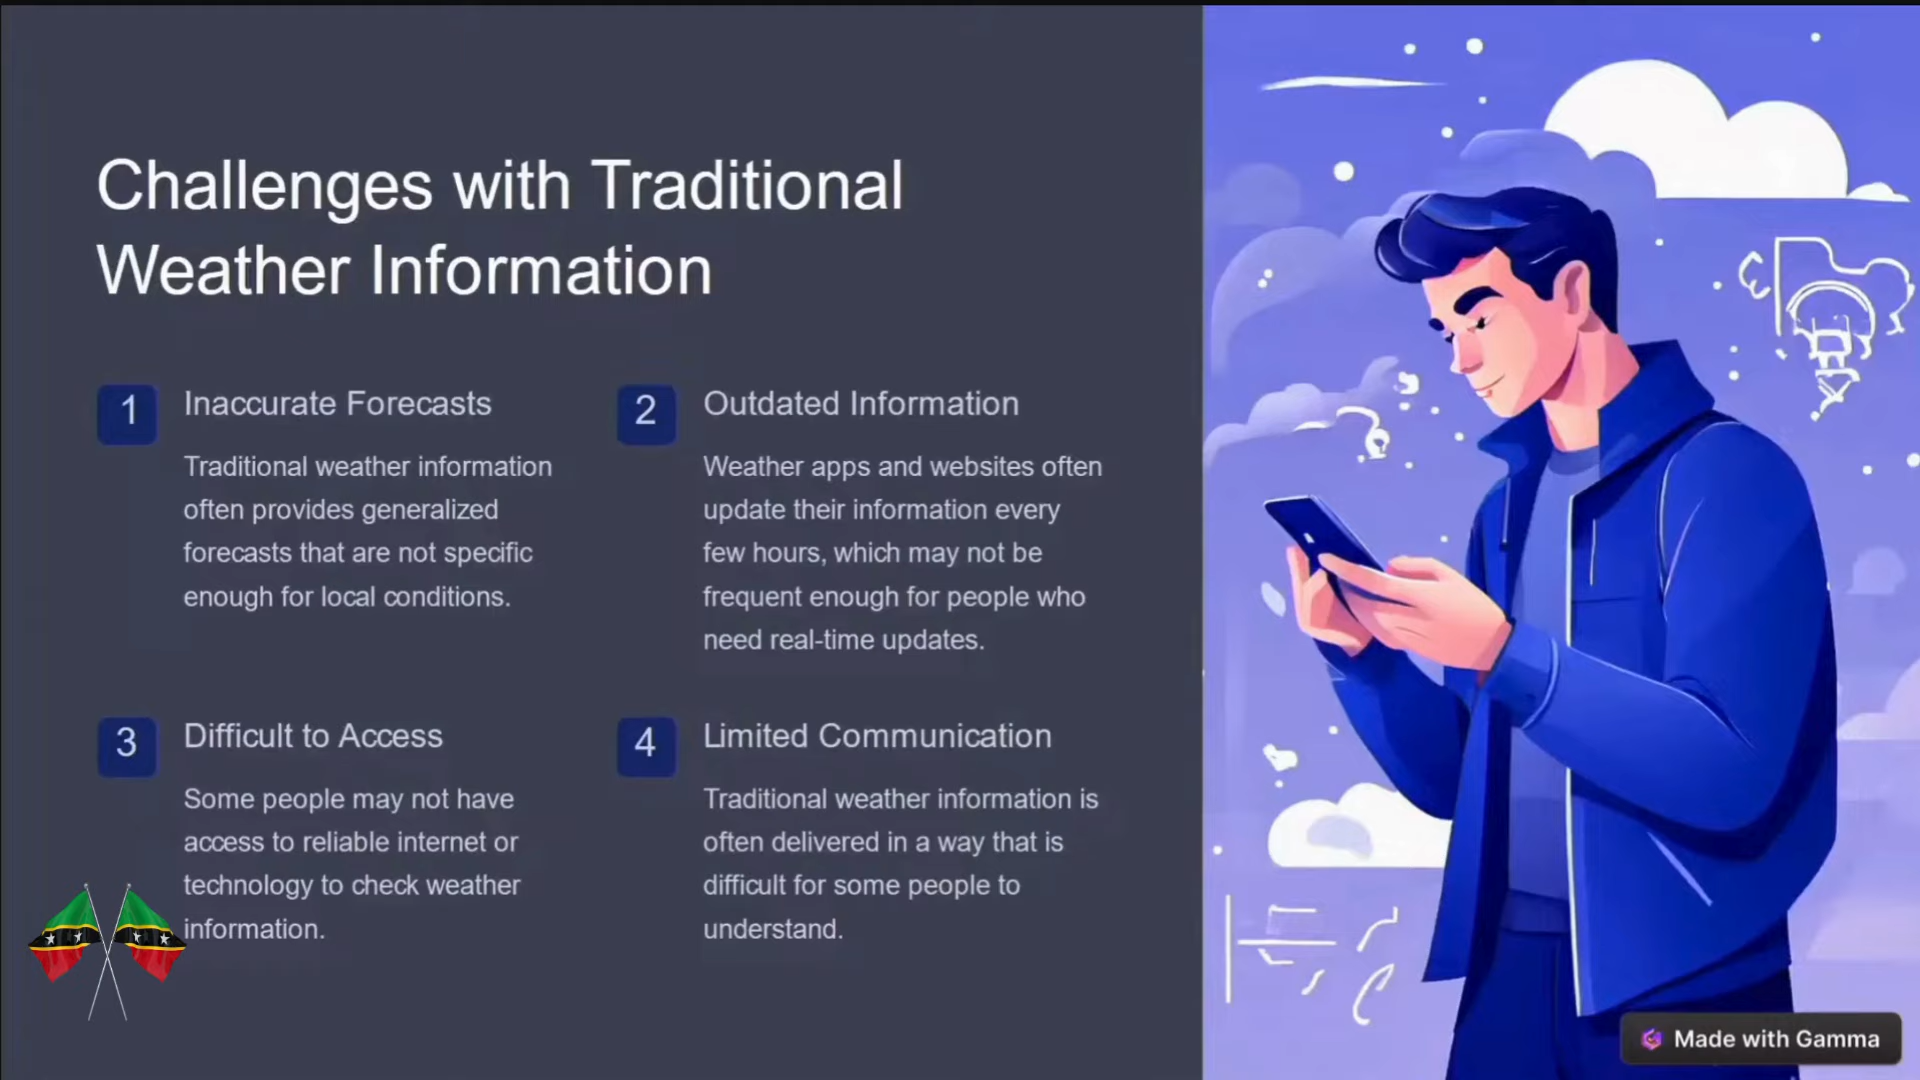 Challenges with Traditional
Weather Information
1
Inaccurate Forecasts
Traditional weather information
often provides generalized
forecasts that are not specific
enough for local conditions.
2
Outdated Information
Weather apps and websites often
update their information every
few hours, which may not be
frequent enough for people who
need real-time updates.
3
Difficult to Access
Some people may not have
access to reliable internet or
technology to check weather
information.
4
Limited Communication
Traditional weather information is
often delivered in a way that is
difficult for some people to
understand.
Made with Gamma